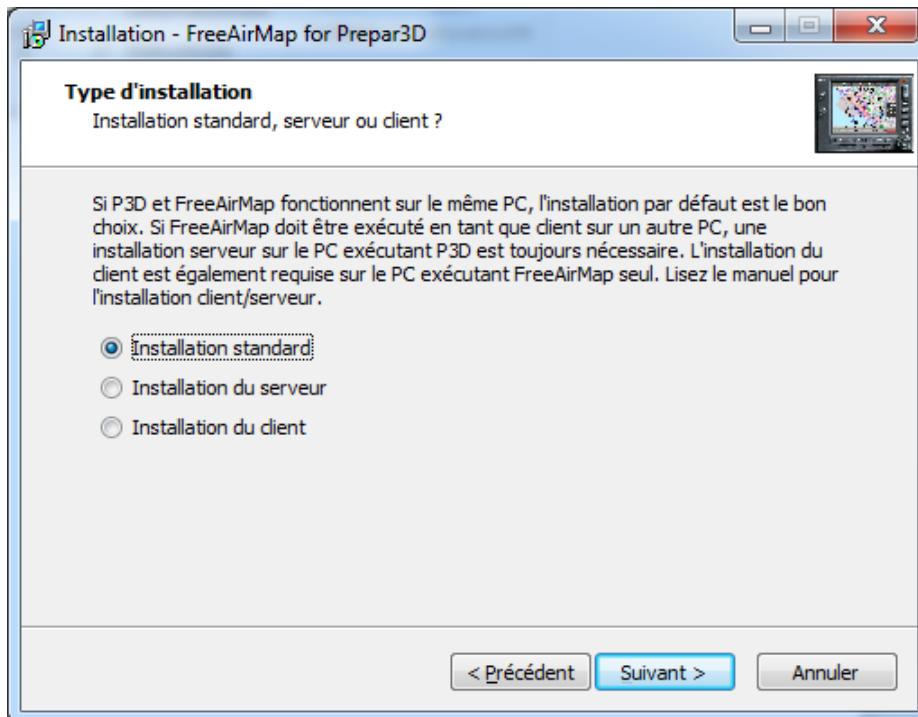 Installation - FreeAirMap for Prepar3D
Type d'installation
Installation standard, serveur ou client ?
Si P3D et FreeAirMap fonctionnent sur le même PC, l'installation par défaut est le bon
choix. Si FreeAirMap doit être exécuté en tant que client sur un autre PC, une
installation serveur sur le PC exécutant P3D est toujours nécessaire. L'installation du
client est également requise sur le PC exécutant FreeAirMap seul. Lisez le manuel pour
l'installation client/serveur.
Installation standard
Installation du serveur
Installation du client
< Précédent
Suivant >
Annuler